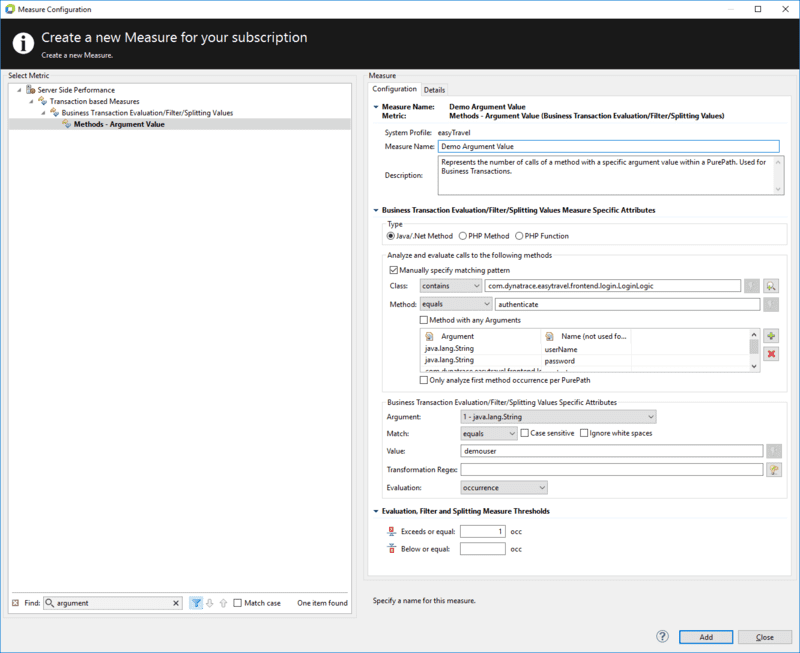 Measure Configuration
Create a new Measure for your subscription
Create a new Measure.
Select Metric
Server Side Performance
Transaction based Measures
Business Transaction Evaluation/Filter/Splitting Values
Methods - Argument Value
Find: argument
Match case
One item found
Measure
Configuration Details
Measure Name: Demo Argument Value
Metric: Methods - Argument Value (Business Transaction Evaluation/Filter/Splitting Values)
System Profile: easyTravel
Measure Name: Demo Argument Value
Description: Represents the number of calls of a method with a specific argument value within a PurePath. Used for
Business Transactions.
Business Transaction Evaluation/Filter/Splitting Values Measure Specific Attributes
Type
Java/.Net Method PHP Method PHP Function
Analyze and evaluate calls to the following methods
Manually specify matching pattern
Class: contains com.dynatrace.easytravel.frontend.login.LoginLogic
Method: equals authenticate
Method with any Arguments
Argument Name (not used fo...
java.lang.String userName
java.lang.String password
Only analyze first method occurrence per PurePath
Business Transaction Evaluation/Filter/Splitting Values Specific Attributes
Argument: 1 - java.lang.String
Match: equals Case sensitive Ignore white spaces
Value: demouser
Transformation Regex:
Evaluation: occurrence
Evaluation, Filter and Splitting Measure Thresholds
Exceeds or equal: 1 occ
Below or equal: occ
Specify a name for this measure.
Add Close